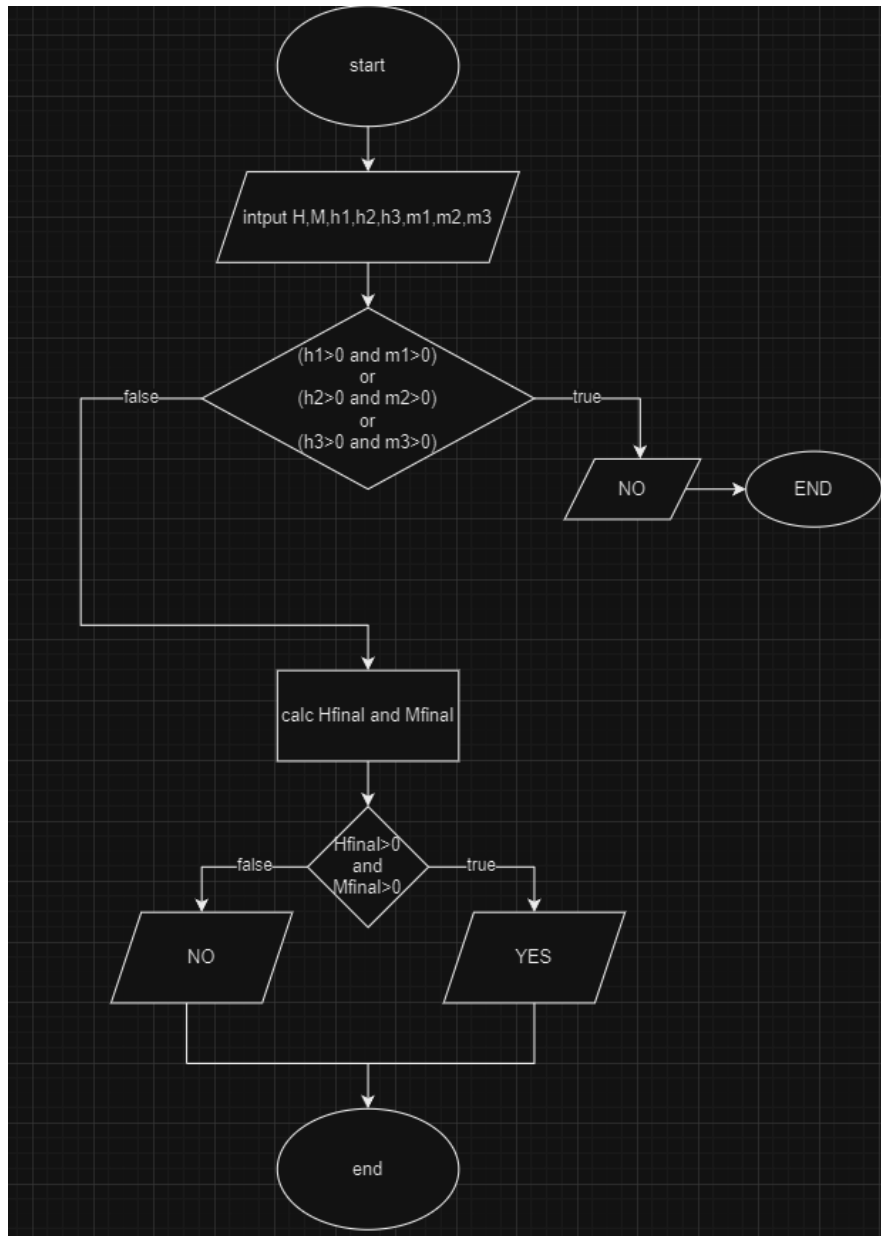 start
intput H,M,h1,h2,h3,m1,m2,m3
(h1>0 and m1>0)
or
(h2>0 and m2>0)
or
(h3>0 and m3>0)
false
true
NO
END
calc Hfinal and Mfinal
Hfinal>0
and
Mfinal>0
false
true
NO
YES
end